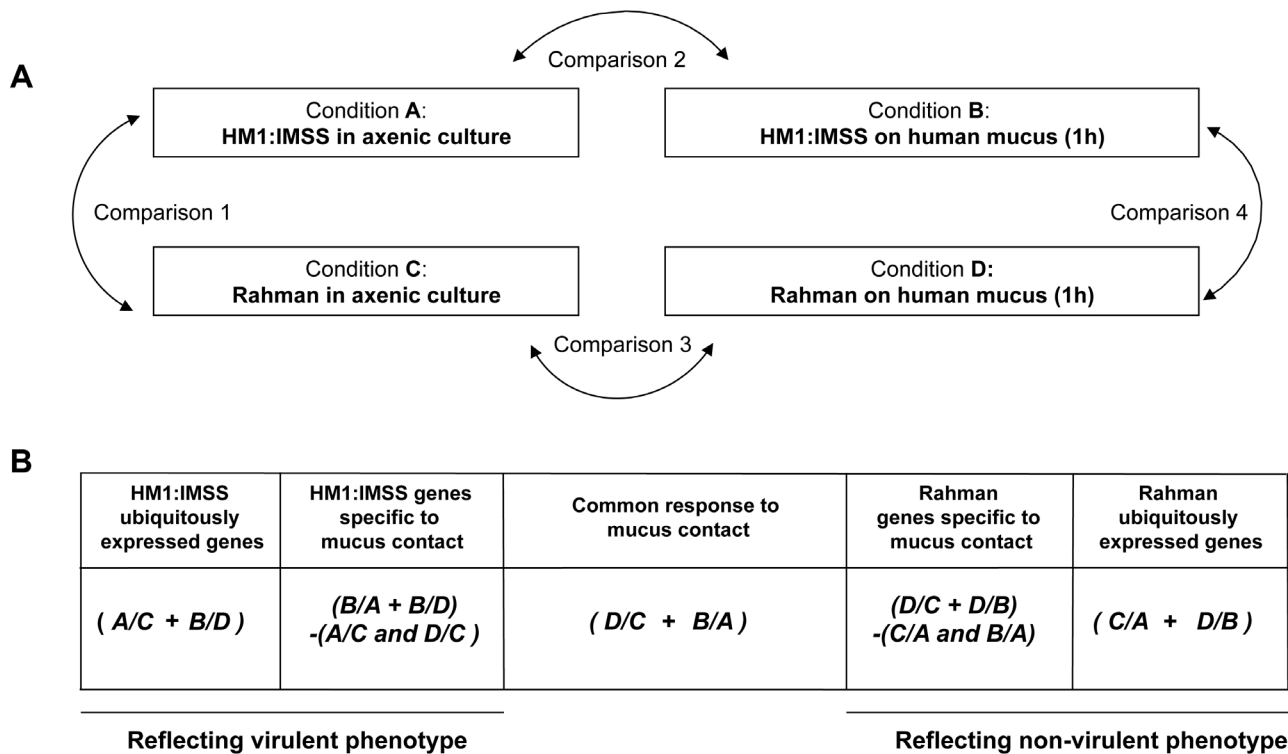 A
Comparison 2
Condition A:
HM1:IMSS in axenic culture
Condition B:
HM1:IMSS on human mucus (1h)
Comparison 1
Comparison 4
Condition C:
Rahman in axenic culture
Condition D:
Rahman on human mucus (1h)
Comparison 3
B
HM1:IMSS
ubiquitously
expressed genes
HM1:IMSS genes
specific to
mucus contact
Common response to
mucus contact
Rahman
genes specific to
mucus contact
Rahman
ubiquitously
expressed genes
( A/C + B/D )
(B/A + B/D)
-(A/C and D/C )
( D/C + B/A )
(D/C + D/B)
-(C/A and B/A)
( C/A + D/B )
Reflecting virulent phenotype
Reflecting non-virulent phenotype